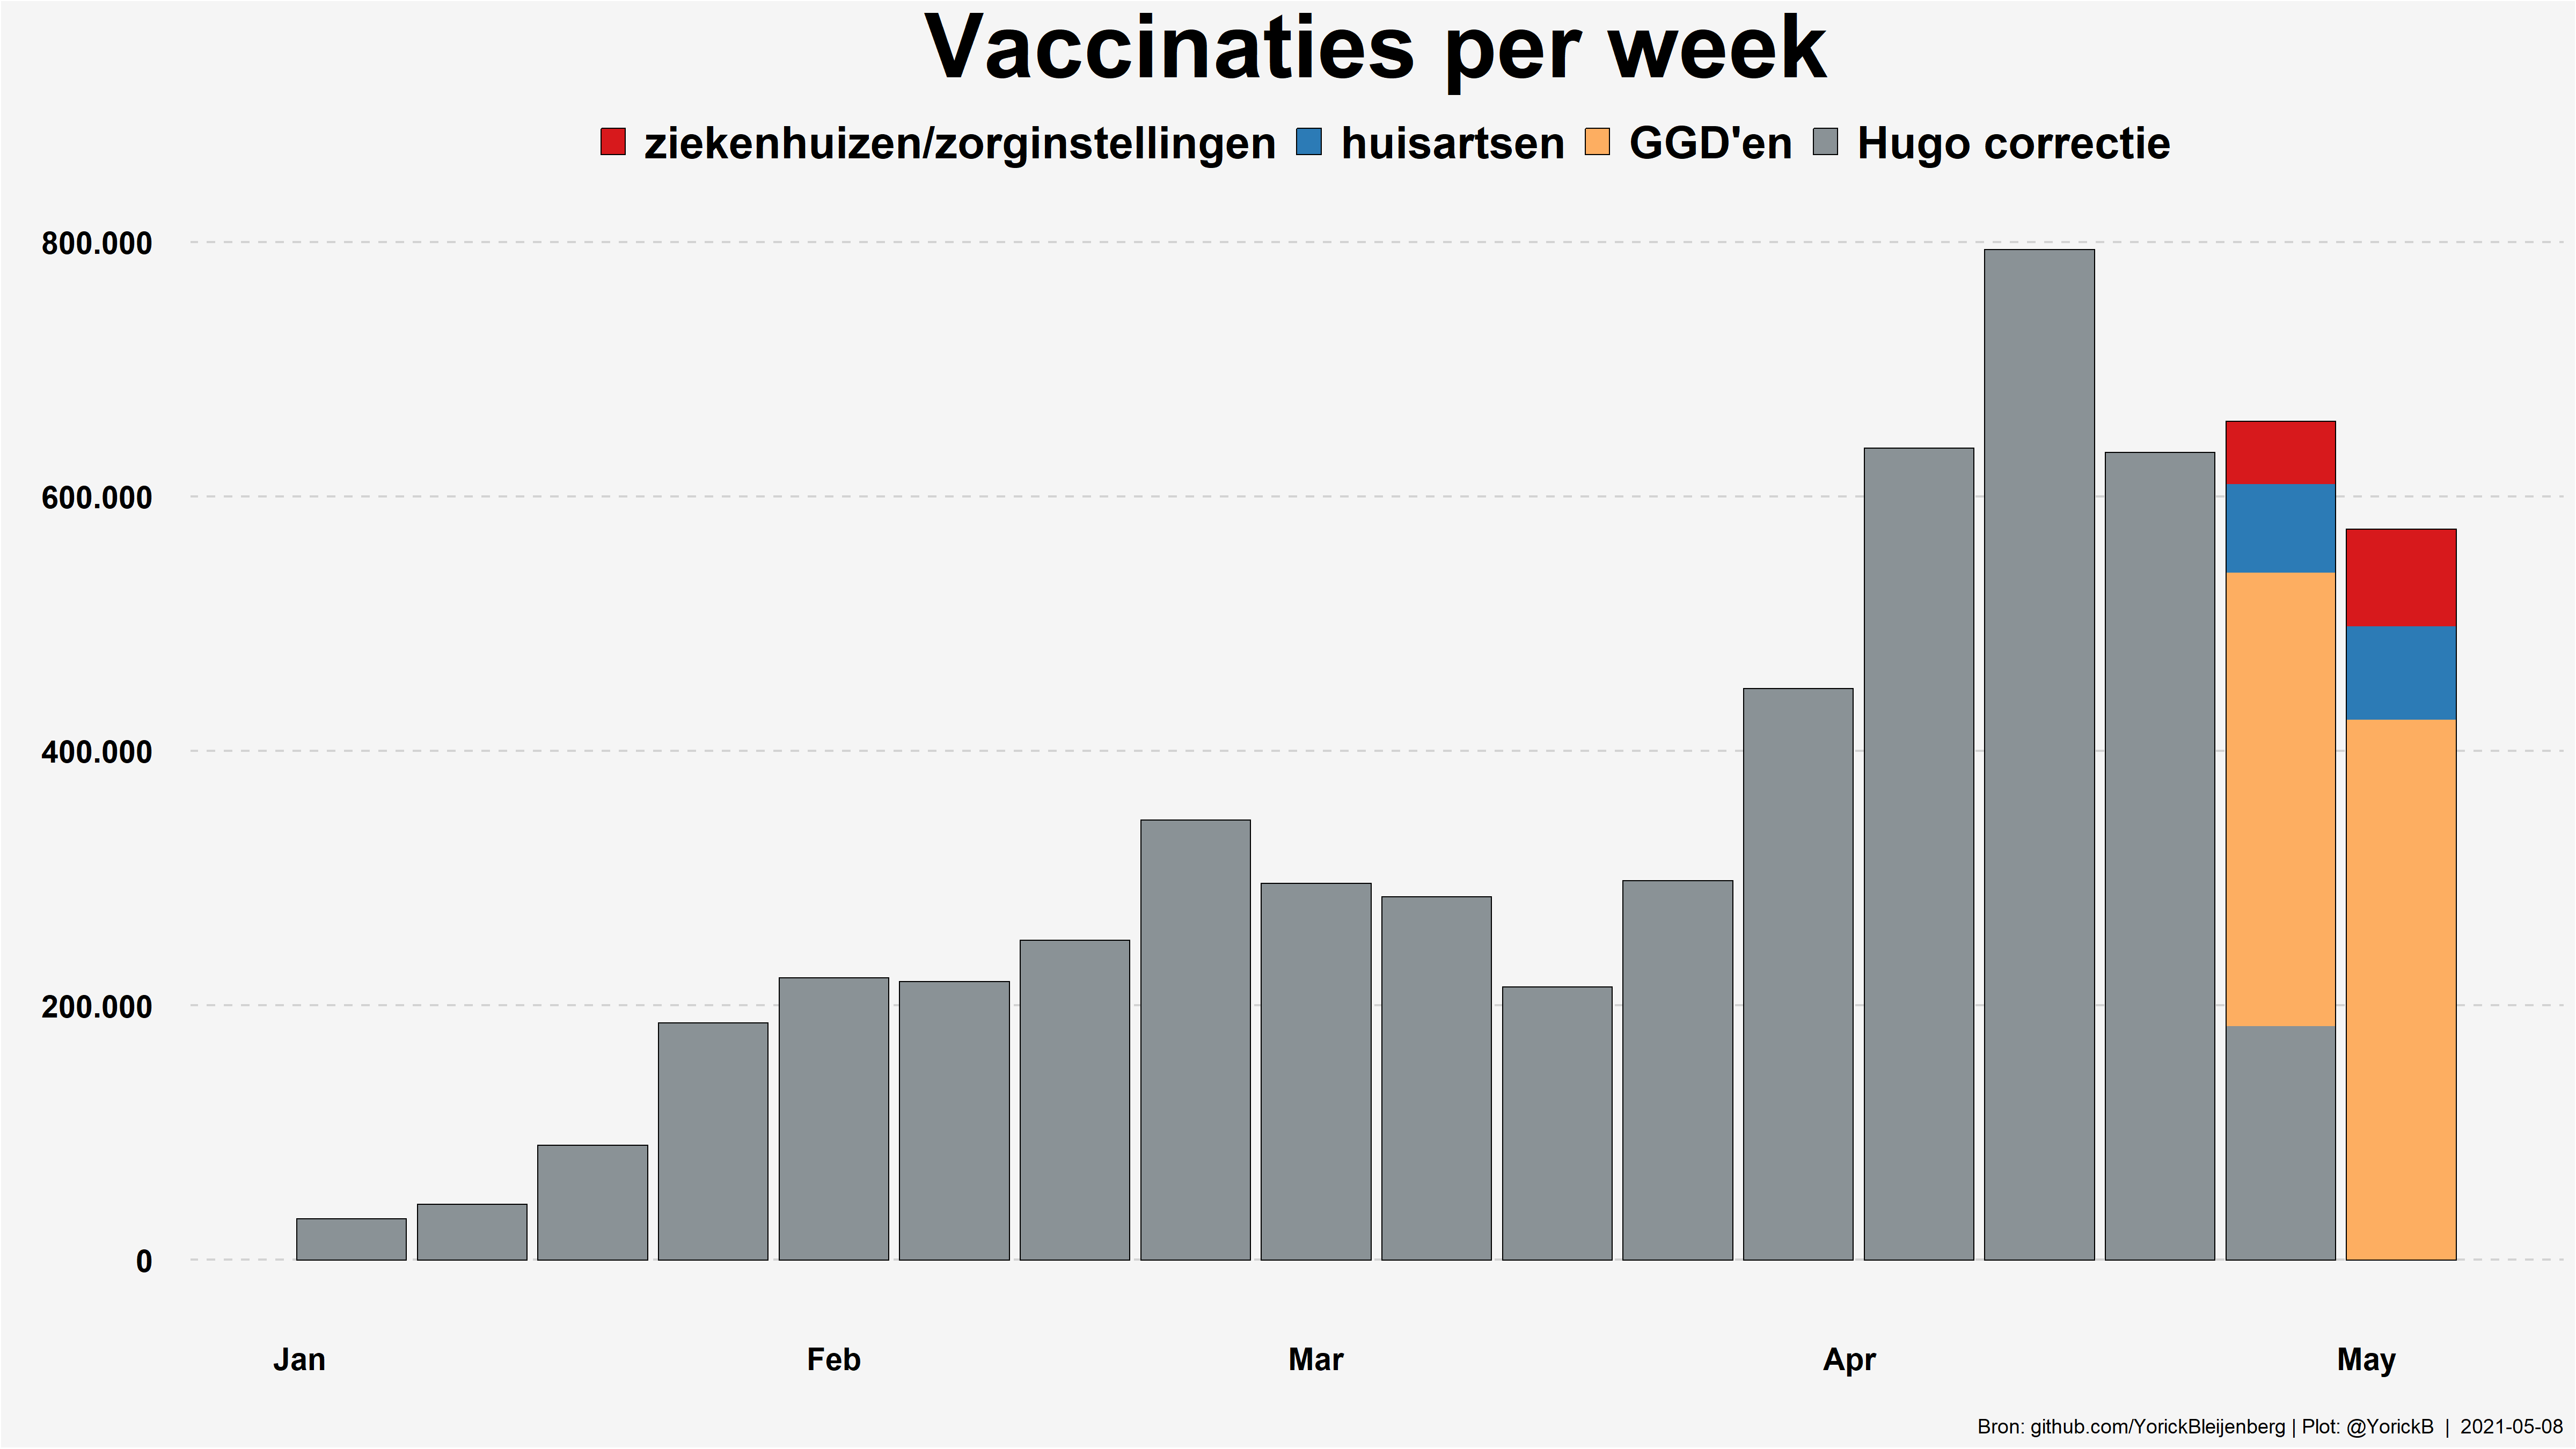 Vaccinaties per week
ziekenhuizen/zorginstellingen huisartsen GGD'en Hugo correctie
800.000
600.000
400.000
200.000
0
Jan Feb Mar Apr May
Bron: github.com/YorickBleijenberg | Plot: @YorickB | 2021-05-08